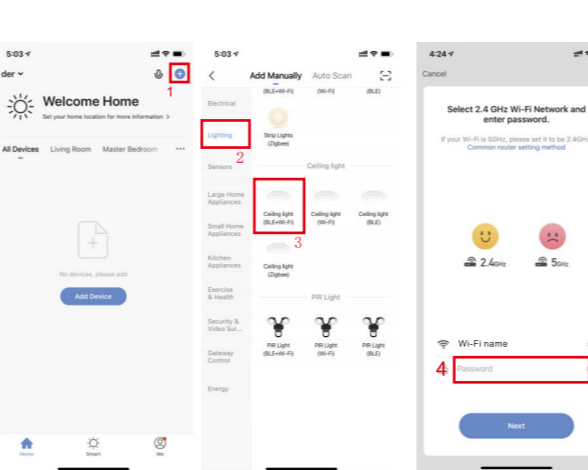 5:03
der
1
Welcome Home
Set your home location for more information >
All Devices Living Room Master Bedroom ...
No devices, please add
Add Device
Home Smart Me
5:03
Add Manually Auto Scan
(BLE+Wi-Fi) (Wi-Fi) (BLE)
Electrical
Lighting
2
Strip Lights
(Zigbee)
Sensors
Ceiling light
Large Home
Appliances
Ceiling light
(BLE+Wi-Fi)
Ceiling light
(Wi-Fi)
Ceiling light
(BLE)
3
Small Home
Appliances
Kitchen
Appliances
Ceiling light
(Zigbee)
Exercise
& Health
PIR Light
Security &
Video Sur...
PIR Light
(BLE+Wi-Fi)
PIR Light
(Wi-Fi)
PIR Light
(BLE)
Gateway
Control
Energy
4:24
Cancel
Select 2.4 GHz Wi-Fi Network and
enter password.
If your Wi-Fi is 5GHz, please set it to be 2.4GHz.
Common router setting method
2.4GHz 5GHz
Wi-Fi name
4
Password
Next